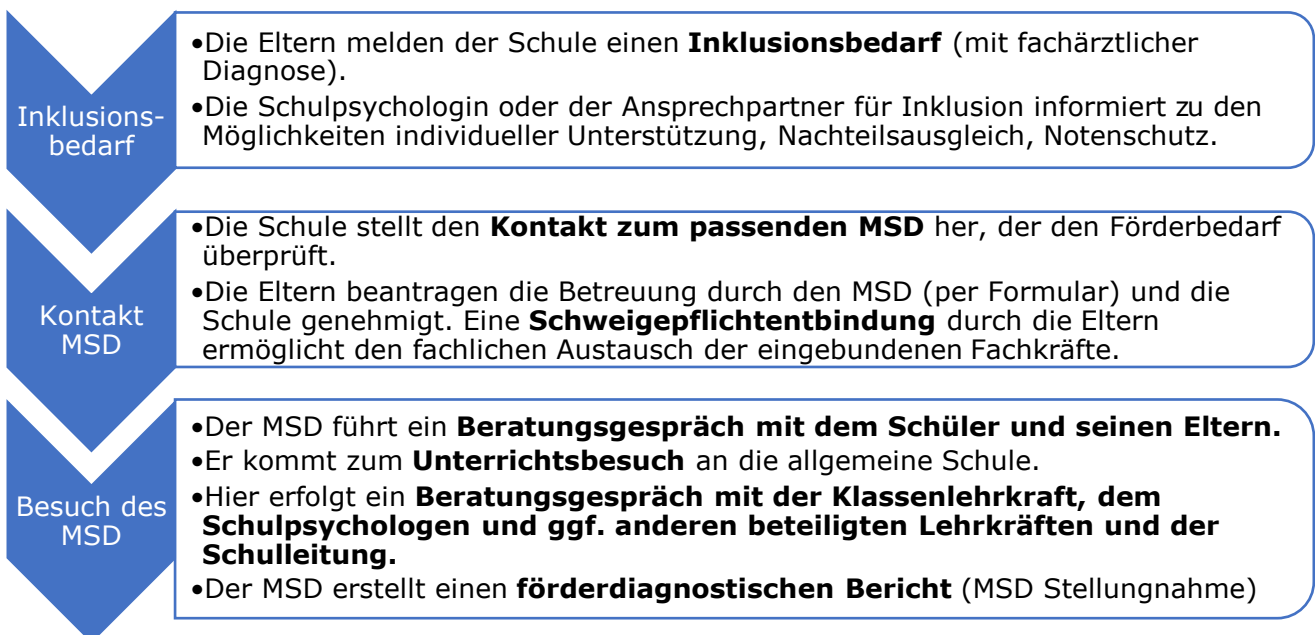 Inklusions-
bedarf
•Die Eltern melden der Schule einen Inklusionsbedarf (mit fachärztlicher
Diagnose).
•Die Schulpsychologin oder der Ansprechpartner für Inklusion informiert zu den
Möglichkeiten individueller Unterstützung, Nachteilsausgleich, Notenschutz.
Kontakt
MSD
•Die Schule stellt den Kontakt zum passenden MSD her, der den Förderbedarf
überprüft.
•Die Eltern beantragen die Betreuung durch den MSD (per Formular) und die
Schule genehmigt. Eine Schweigepflichtentbindung durch die Eltern
ermöglicht den fachlichen Austausch der eingebundenen Fachkräfte.
Besuch des
MSD
•Der MSD führt ein Beratungsgespräch mit dem Schüler und seinen Eltern.
•Er kommt zum Unterrichtsbesuch an die allgemeine Schule.
•Hier erfolgt ein Beratungsgespräch mit der Klassenlehrkraft, dem
Schulpsychologen und ggf. anderen beteiligten Lehrkräften und der
Schulleitung.
•Der MSD erstellt einen förderdiagnostischen Bericht (MSD Stellungnahme)